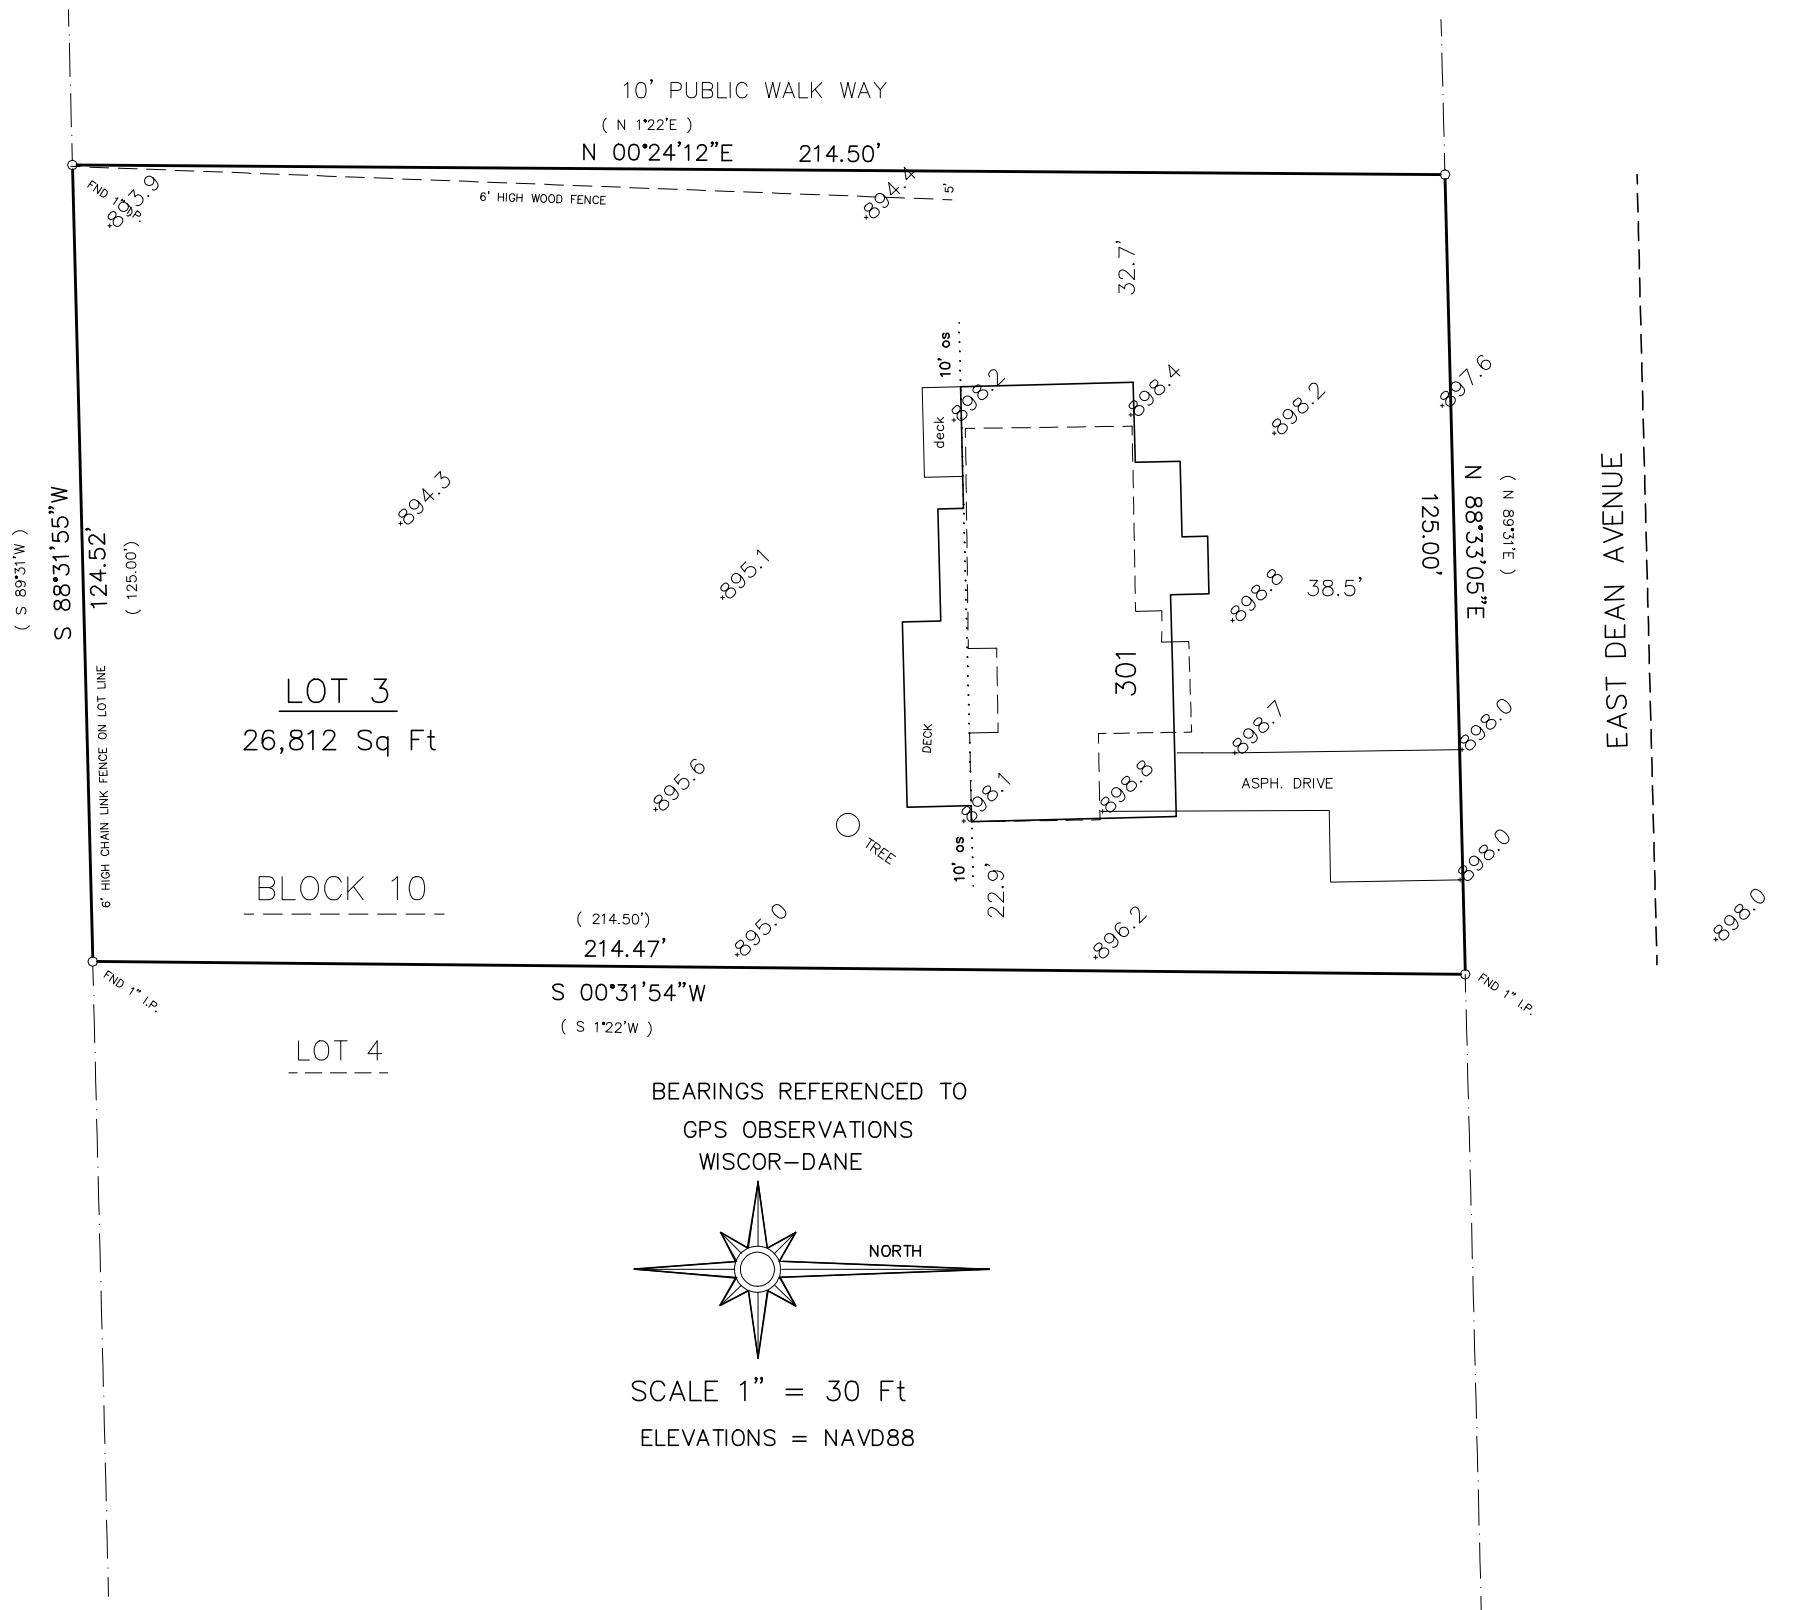 10' PUBLIC WALK WAY
( N 1°22'E )
N 00°24'12"E 214.50'
FND 1" I.P.
893.9
6' HIGH WOOD FENCE
894.4
5'
32.7'
10' os
deck
898.2
898.4
898.2
897.6
( S 89°31'W )
S 88°31'55"W
124.52'
( 125.00')
894.3
895.1
898.8
38.5'
125.00'
N 88°33'05"E
( N 89°31'E )
EAST DEAN AVENUE
6' HIGH CHAIN LINK FENCE ON LOT LINE
LOT 3
26,812 Sq Ft
301
DECK
898.7
898.0
ASPH. DRIVE
895.6
898.1
898.8
TREE
10' os
22.9'
898.0
BLOCK 10
( 214.50')
214.47'
895.0
896.2
898.0
S 00°31'54"W
( S 1°22'W )
FND 1" I.P.
FND 1" I.P.
LOT 4
BEARINGS REFERENCED TO
GPS OBSERVATIONS
WISCOR-DANE
NORTH
SCALE 1" = 30 Ft
ELEVATIONS = NAVD88